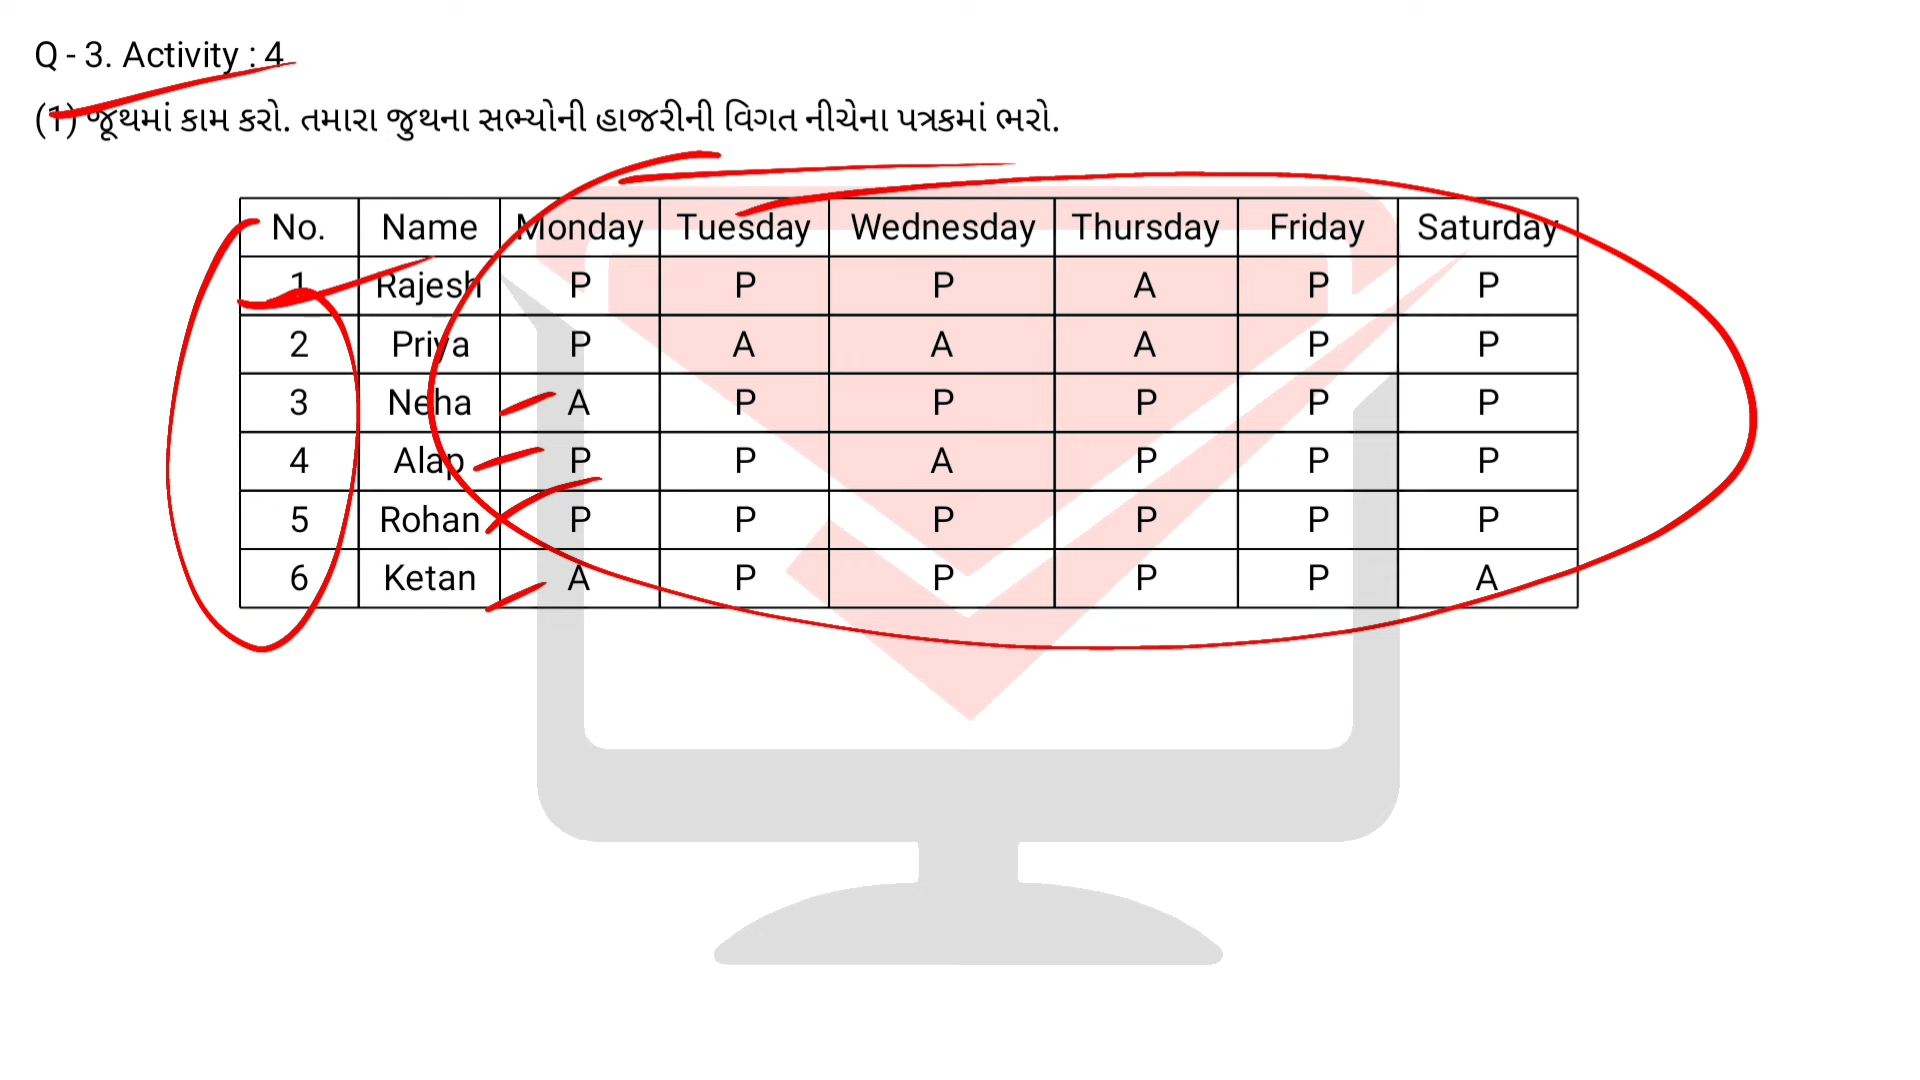 Q - 3. Activity : 4
(1) જૂથમાં કામ કરો. તમારા જુથના સભ્યોની હાજરીની વિગત નીચેના પત્રકમાં ભરો.
No. Name Monday Tuesday Wednesday Thursday Friday Saturday
1 Rajesh P P P A P P
2 Priya P A A A P P
3 Neha A P P P P P
4 Alap P P A P P P
5 Rohan P P P P P P
6 Ketan A P P P P A